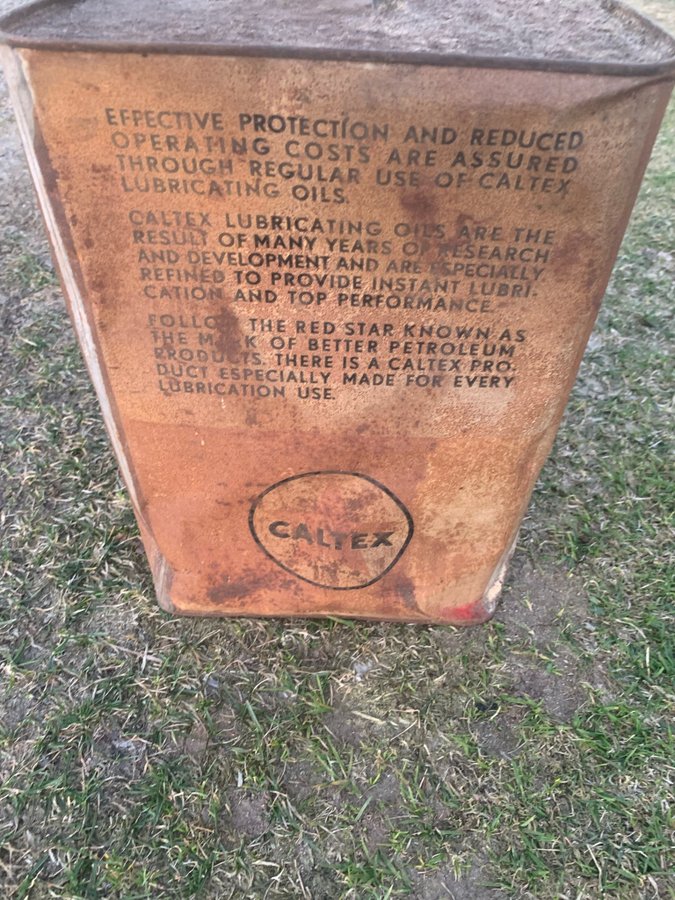 EFFECTIVE PROTECTION AND REDUCED
OPERATING COSTS ARE ASSURED
THROUGH REGULAR USE OF CALTEX
LUBRICATING OILS.
CALTEX LUBRICATING OILS ARE THE
RESULT OF MANY YEARS OF RESEARCH
AND DEVELOPMENT AND ARE ESPECIALLY
REFINED TO PROVIDE INSTANT LUBRI-
CATION AND TOP PERFORMANCE.
FOLLOW THE RED STAR KNOWN AS
THE MARK OF BETTER PETROLEUM
PRODUCTS. THERE IS A CALTEX PRO-
DUCT ESPECIALLY MADE FOR EVERY
LUBRICATION USE.
CALTEX